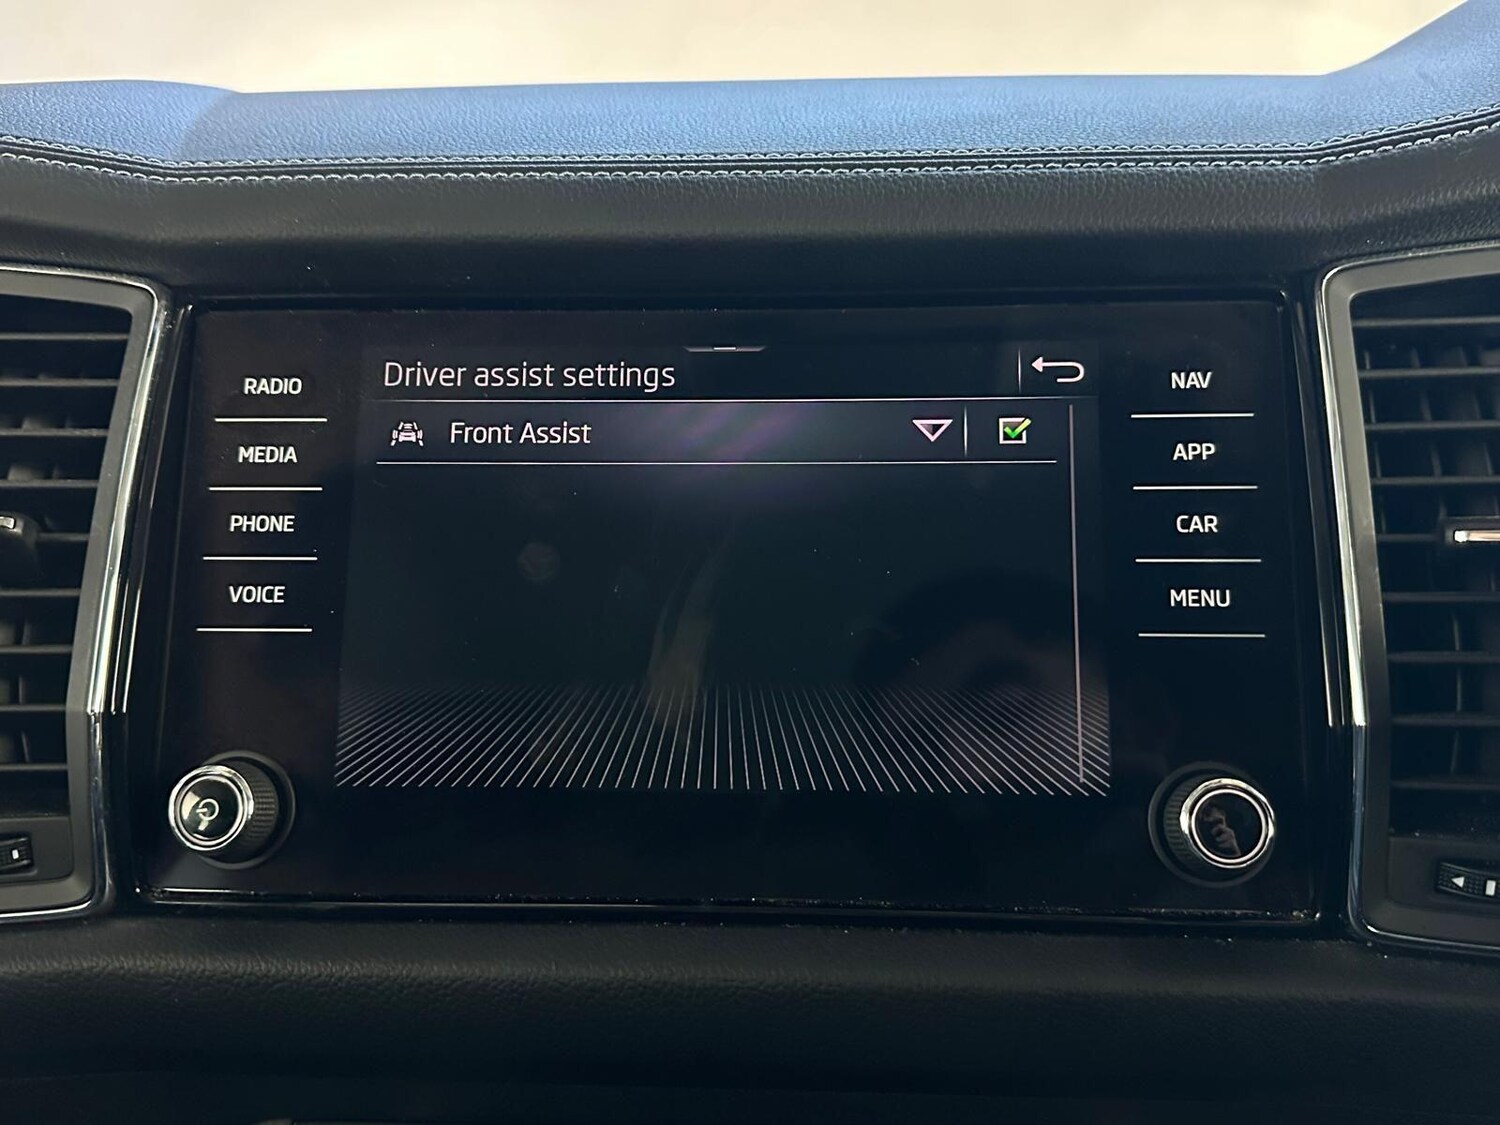 Driver assist settings
Front Assist
RADIO
MEDIA
PHONE
VOICE
NAV
APP
CAR
MENU